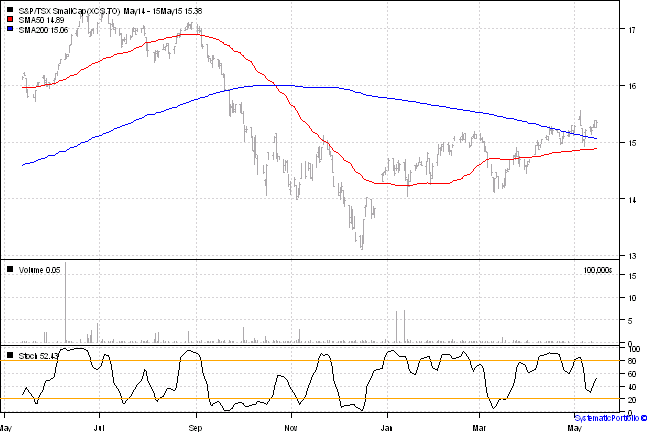 S&P/TSX SmallCap(XCS.TO) May14 - 15May15 15.38
SMA50 14.89
SMA200 15.06
17
16
15
14
13
Volume 0.05
100,000s
15
10
5
0
Stoch 52.43
100
80
60
40
20
0
May Jul Sep Nov Jan Mar May
SystematicPortfolio ©